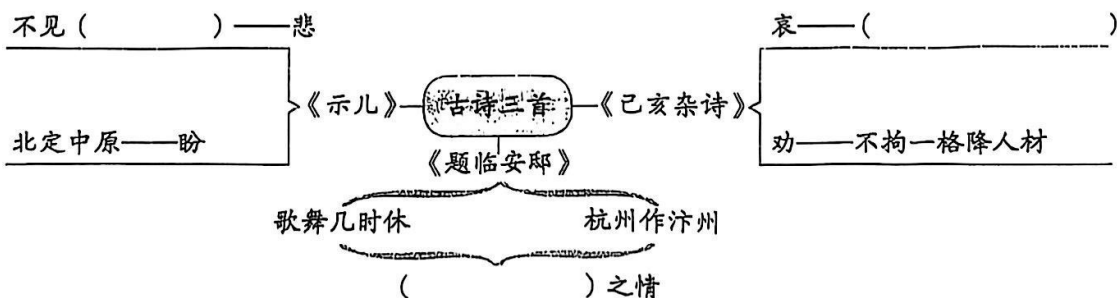 不见（ ）——悲
哀——（ ）
《示儿》——古诗三首——《己亥杂诗》
北定中原——盼
劝——不拘一格降人材
《题临安邸》
歌舞几时休 杭州作汴州
（ ）之情